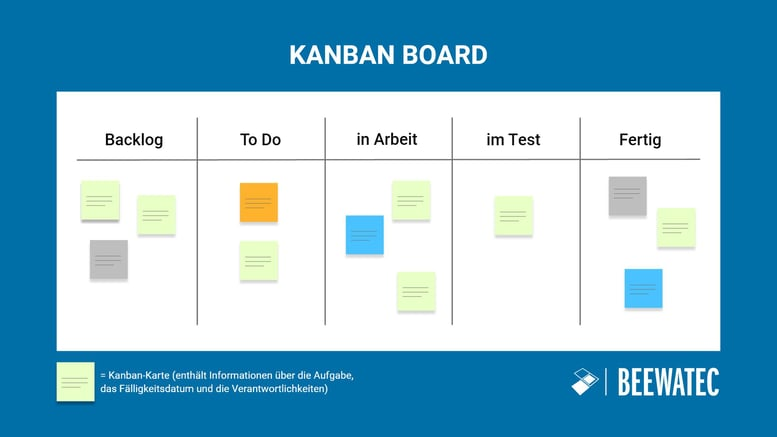 KANBAN BOARD
Backlog
To Do
in Arbeit
im Test
Fertig
= Kanban-Karte (enthält Informationen über die Aufgabe,
das Fälligkeitsdatum und die Verantwortlichkeiten)
BEEWATEC